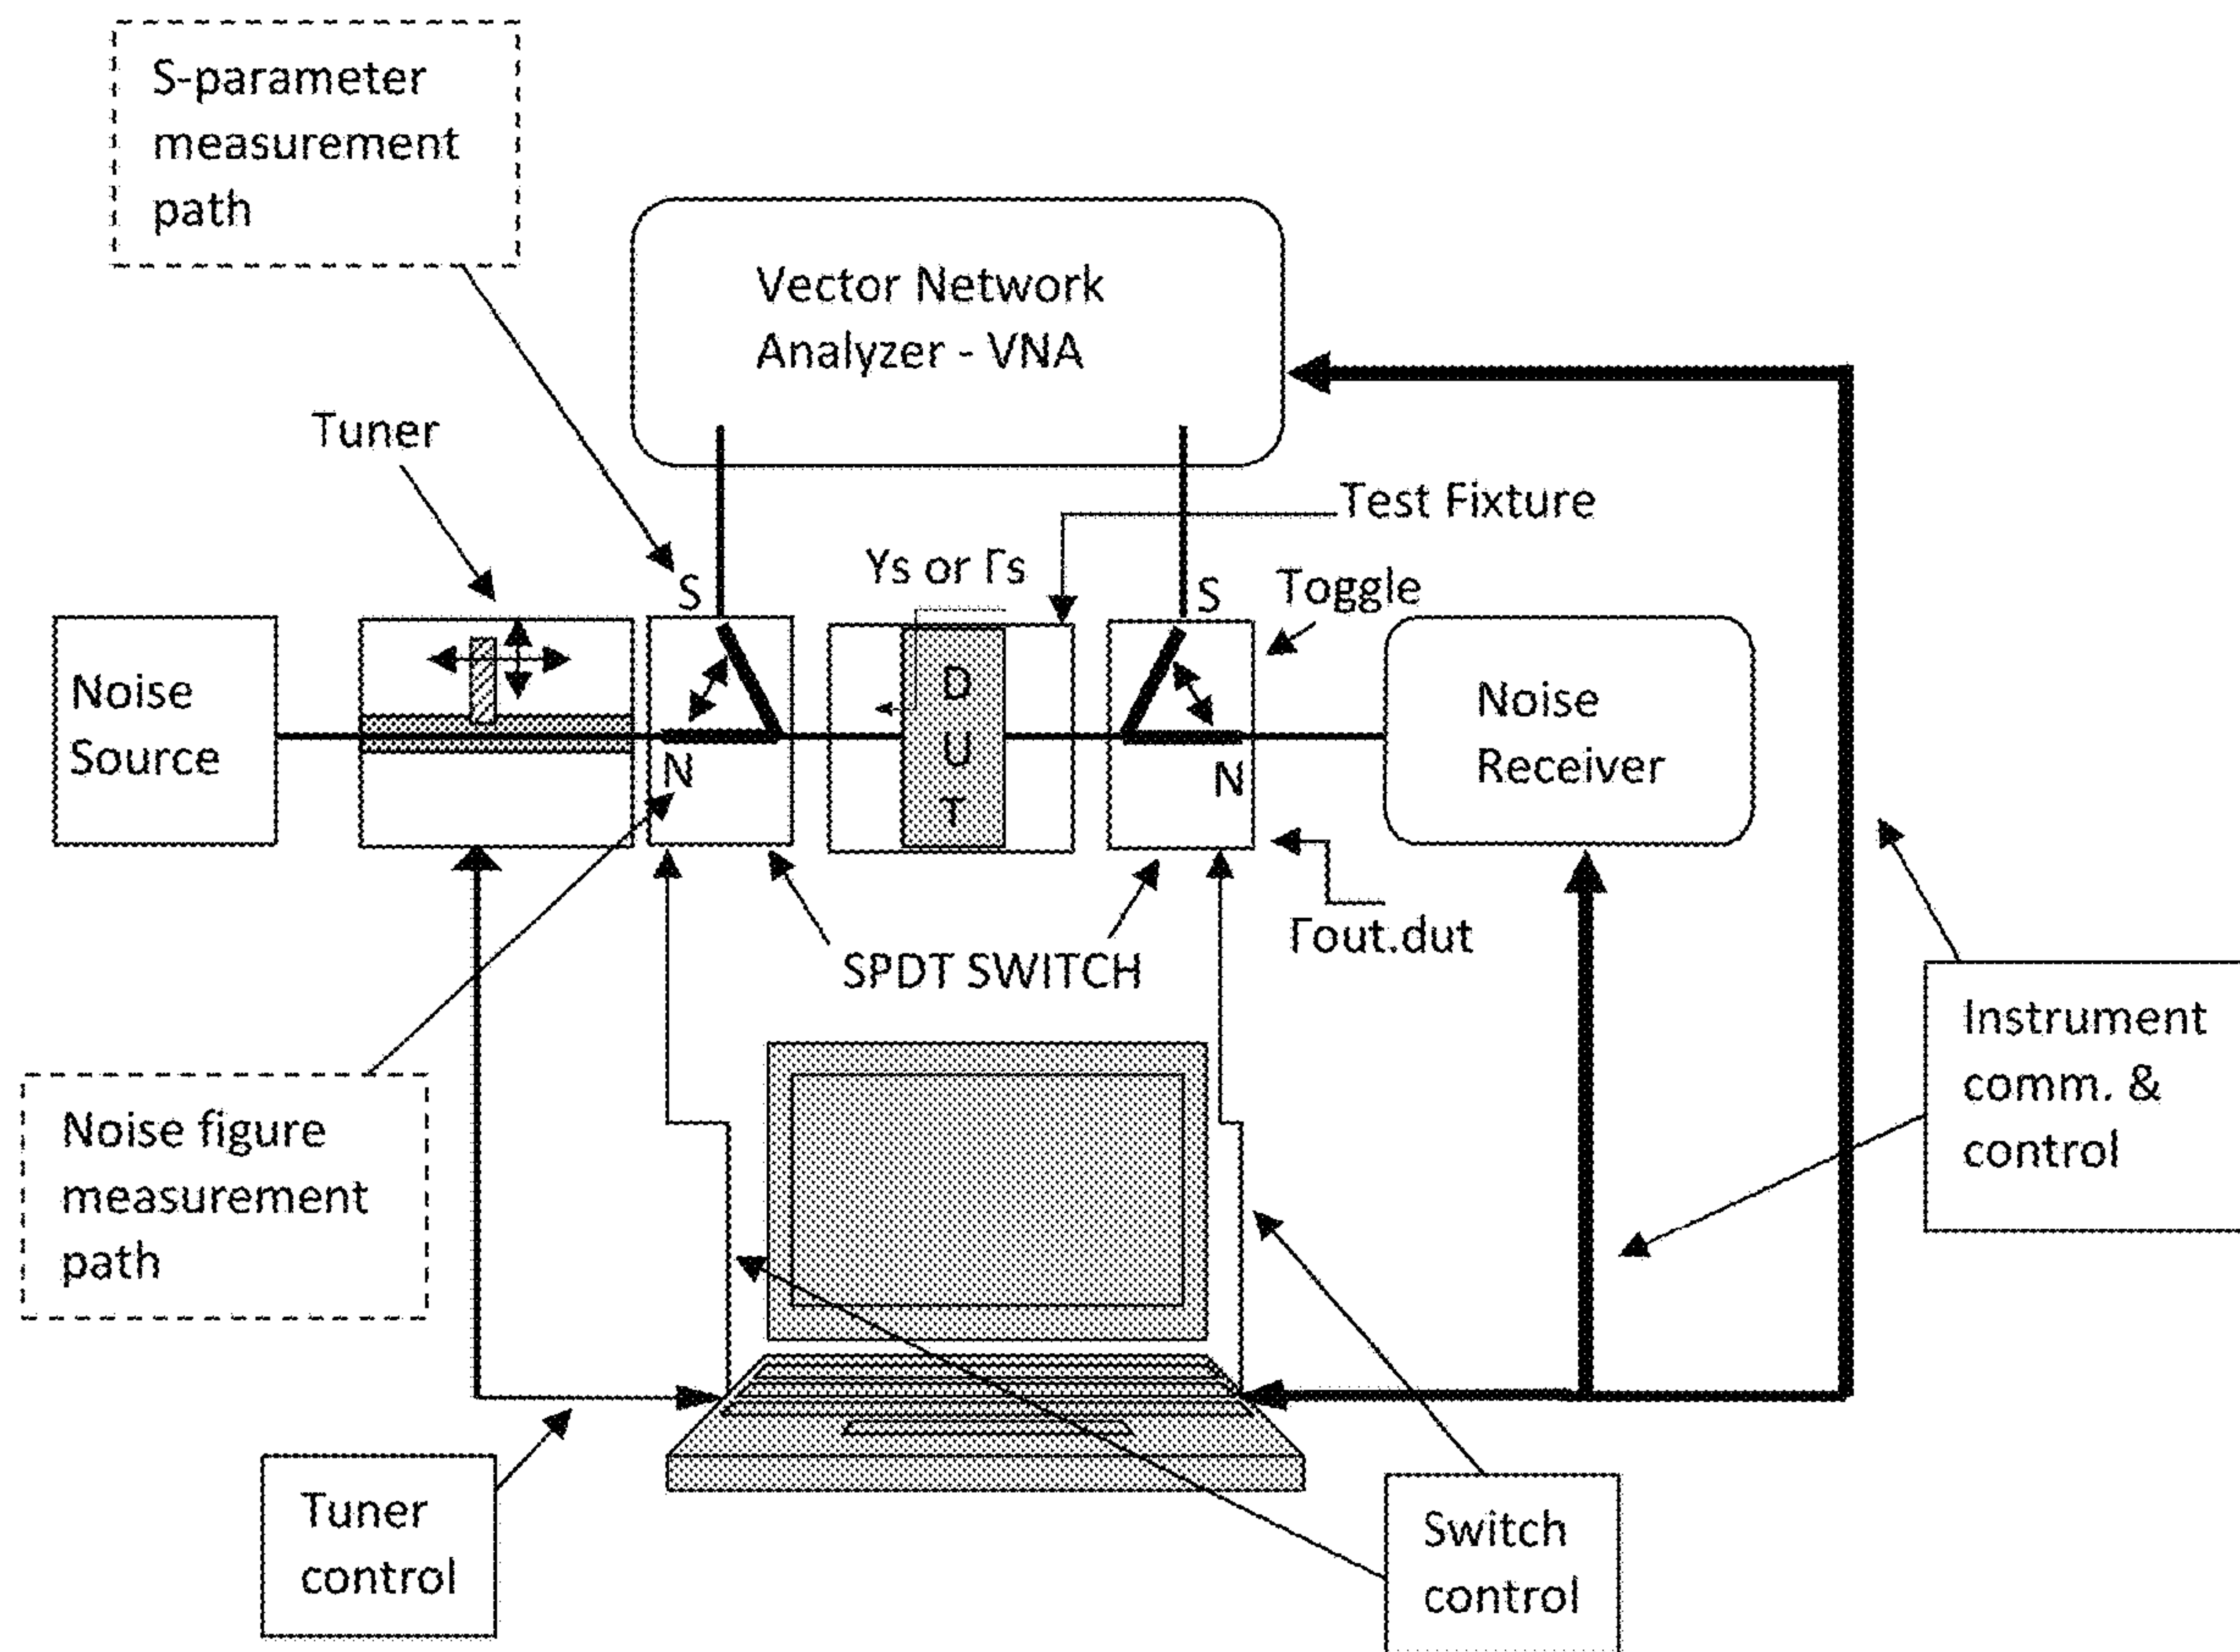 S-parameter
measurement
path
Vector Network
Analyzer - VNA
Tuner
Test Fixture
Ys or Γs
Toggle
S
S
Noise
Source
D
U
T
Noise
Receiver
N
N
SPDT SWITCH
Γout.dut
Instrument
comm. &
control
Noise figure
measurement
path
Tuner
control
Switch
control